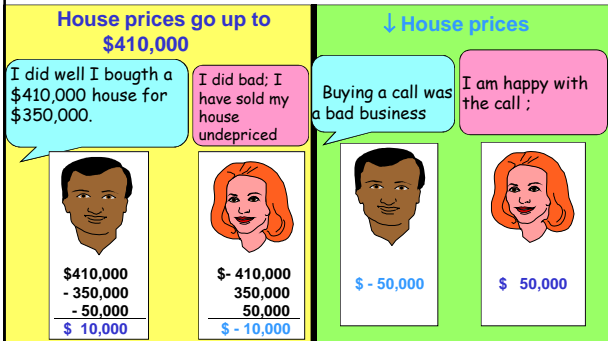 House prices go up to
$410,000
I did well I bougth a
$410,000 house for
$350,000.
I did bad; I
have sold my
house
undepriced
$410,000
- 350,000
- 50,000
$ 10,000
$- 410,000
350,000
50,000
$ - 10,000
↓ House prices
Buying a call was
a bad business
I am happy with
the call ;
$ - 50,000
$ 50,000